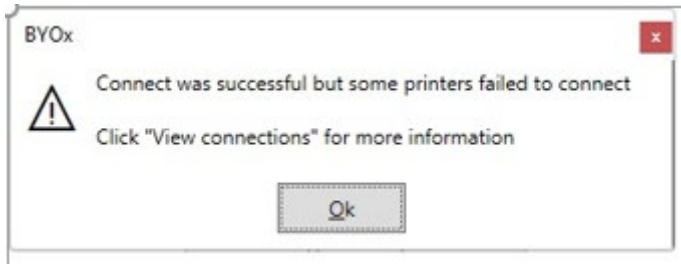 BYOx
x
Connect was successful but some printers failed to connect
Click "View connections" for more information
Ok